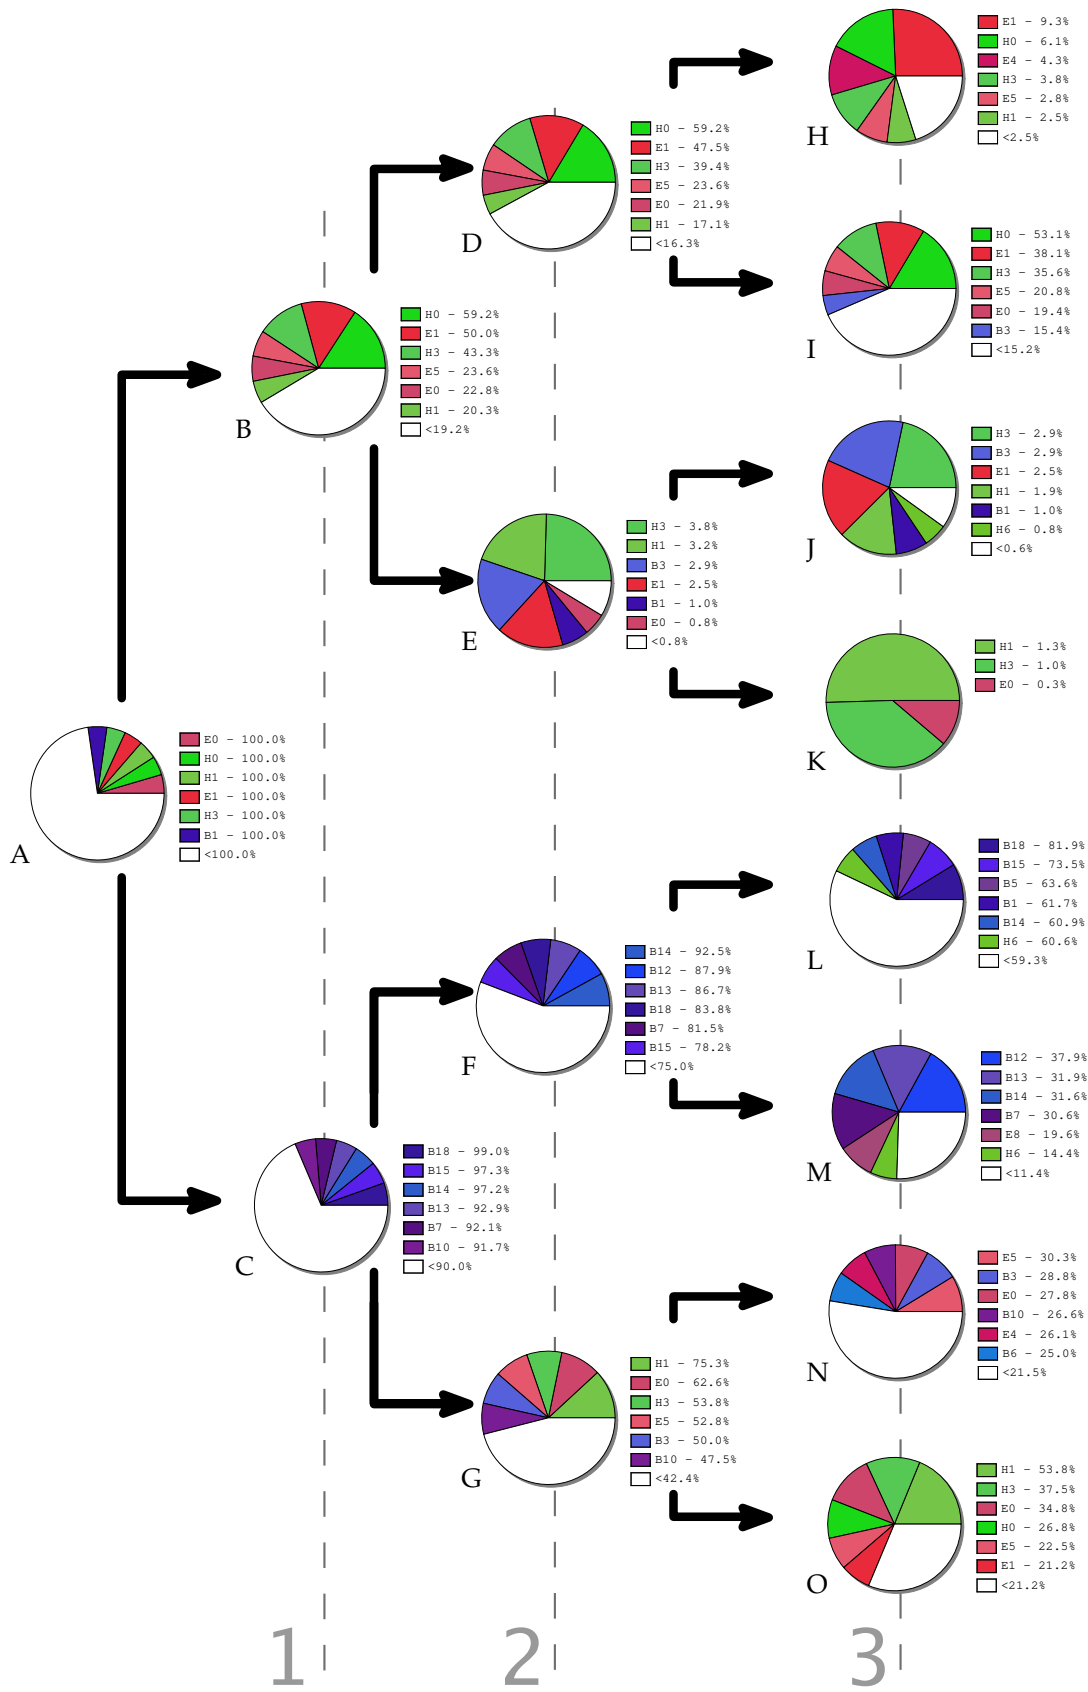 E1 - 9.3%
H0 - 6.1%
E4 - 4.3%
H3 - 3.8%
E5 - 2.8%
H1 - 2.5%
<2.5%
H
H0 - 59.2%
E1 - 47.5%
H3 - 39.4%
E5 - 23.6%
E0 - 21.9%
H1 - 17.1%
<16.3%
D
H0 - 53.1%
E1 - 38.1%
H3 - 35.6%
E5 - 20.8%
E0 - 19.4%
B3 - 15.4%
<15.2%
I
H0 - 59.2%
E1 - 50.0%
H3 - 43.3%
E5 - 23.6%
E0 - 22.8%
H1 - 20.3%
<19.2%
B
H3 - 2.9%
B3 - 2.9%
E1 - 2.5%
H1 - 1.9%
B1 - 1.0%
H6 - 0.8%
<0.6%
J
H3 - 3.8%
H1 - 3.2%
B3 - 2.9%
E1 - 2.5%
B1 - 1.0%
E0 - 0.8%
<0.8%
E
H1 - 1.3%
H3 - 1.0%
E0 - 0.3%
K
E0 - 100.0%
H0 - 100.0%
H1 - 100.0%
E1 - 100.0%
H3 - 100.0%
B1 - 100.0%
<100.0%
A
B18 - 81.9%
B15 - 73.5%
B5 - 63.6%
B1 - 61.7%
B14 - 60.9%
H6 - 60.6%
<59.3%
L
B14 - 92.5%
B12 - 87.9%
B13 - 86.7%
B18 - 83.8%
B7 - 81.5%
B15 - 78.2%
<75.0%
F
B12 - 37.9%
B13 - 31.9%
B14 - 31.6%
B7 - 30.6%
E8 - 19.6%
H6 - 14.4%
<11.4%
M
B18 - 99.0%
B15 - 97.3%
B14 - 97.2%
B13 - 92.9%
B7 - 92.1%
B10 - 91.7%
<90.0%
C
E5 - 30.3%
B3 - 28.8%
E0 - 27.8%
B10 - 26.6%
E4 - 26.1%
B6 - 25.0%
<21.5%
N
H1 - 75.3%
E0 - 62.6%
H3 - 53.8%
E5 - 52.8%
B3 - 50.0%
B10 - 47.5%
<42.4%
G
H1 - 53.8%
H3 - 37.5%
E0 - 34.8%
H0 - 26.8%
E5 - 22.5%
E1 - 21.2%
<21.2%
O
1 2 3